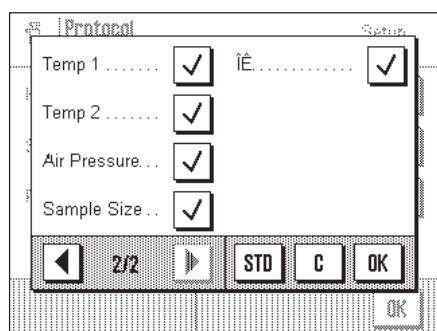 Protocol
Setup
Temp 1 ....... ÎÊ............
Temp 2 .......
Air Pressure...
Sample Size ..
2/2 STD C OK
OK